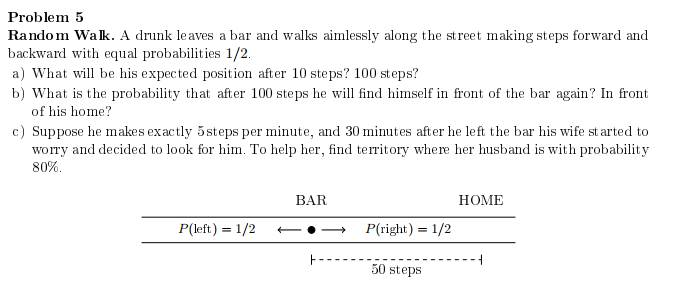 Problem 5
Random Walk. A drunk leaves a bar and walks aimlessly along the street making steps forward and
backward with equal probabilities 1/2.
a) What will be his expected position after 10 steps? 100 steps?
b) What is the probability that after 100 steps he will find himself in front of the bar again? In front
of his home?
c) Suppose he makes exactly 5 steps per minute, and 30 minutes after he left the bar his wife started to
worry and decided to look for him. To help her, find territory where her husband is with probability
80%.
BAR HOME
P(left) = 1/2 ← • → P(right) = 1/2
50 steps